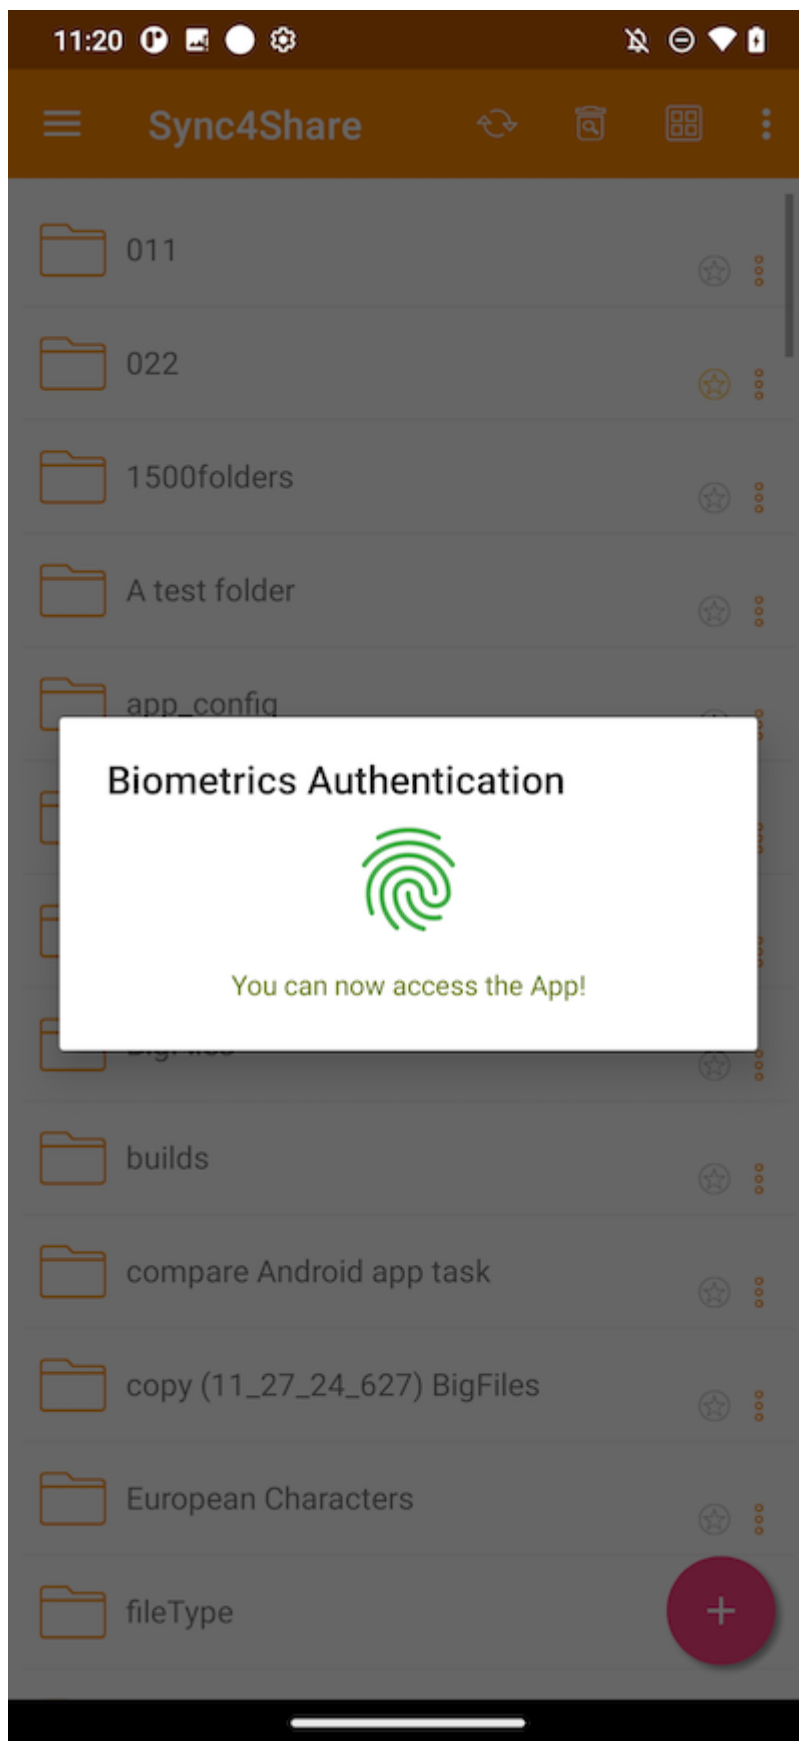 11:20
Sync4Share
011
022
1500folders
A test folder
app_config
Biometrics Authentication
You can now access the App!
BigFiles
builds
compare Android app task
copy (11_27_24_627) BigFiles
European Characters
fileType